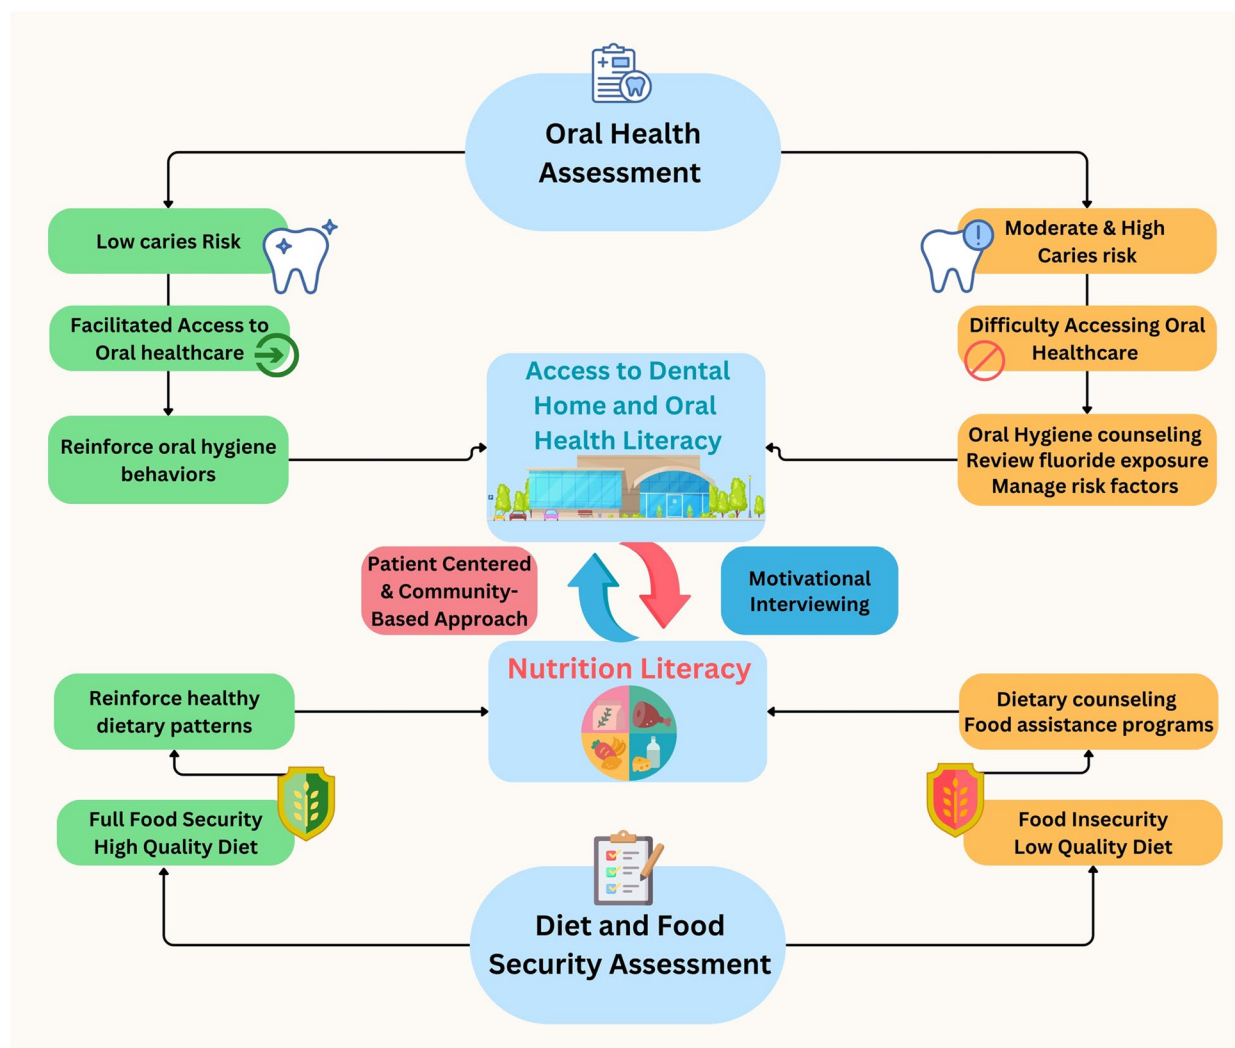 Oral Health
Assessment
Low caries Risk
Moderate & High
Caries risk
Facilitated Access to
Oral healthcare
Difficulty Accessing Oral
Healthcare
Access to Dental
Home and Oral
Health Literacy
Reinforce oral hygiene
behaviors
Oral Hygiene counseling
Review fluoride exposure
Manage risk factors
Patient Centered
& Community-
Based Approach
Motivational
Interviewing
Nutrition Literacy
Reinforce healthy
dietary patterns
Dietary counseling
Food assistance programs
Full Food Security
High Quality Diet
Food Insecurity
Low Quality Diet
Diet and Food
Security Assessment